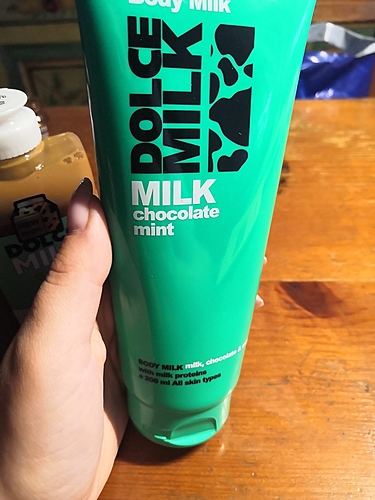 Body Milk
DOLCE
MILK
MILK
chocolate
mint
BODY MILK milk, chocolate &
with milk proteins
e 200 ml All skin types
DOLCE
MILK